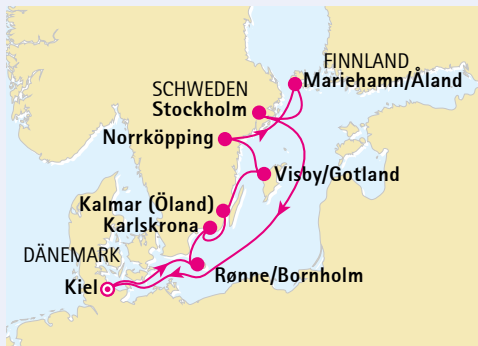 FINNLAND
Mariehamn/Åland
SCHWEDEN
Stockholm
Norrköpping
Visby/Gotland
Kalmar (Öland)
Karlskrona
DÄNEMARK
Rønne/Bornholm
Kiel